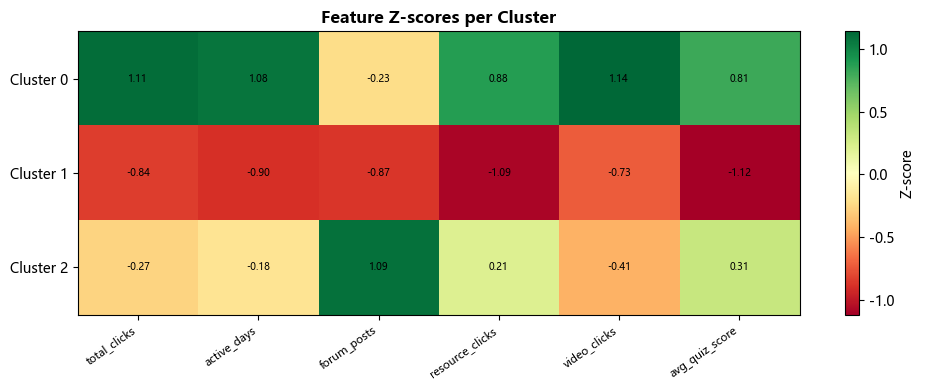 Feature Z-scores per Cluster
Cluster 0
1.11 1.08 -0.23 0.88 1.14 0.81
Cluster 1
-0.84 -0.90 -0.87 -1.09 -0.73 -1.12
Cluster 2
-0.27 -0.18 1.09 0.21 -0.41 0.31
total_clicks
active_days
forum_posts
resource_clicks
video_clicks
avg_quiz_score
1.0
0.5
0.0
-0.5
-1.0
Z-score